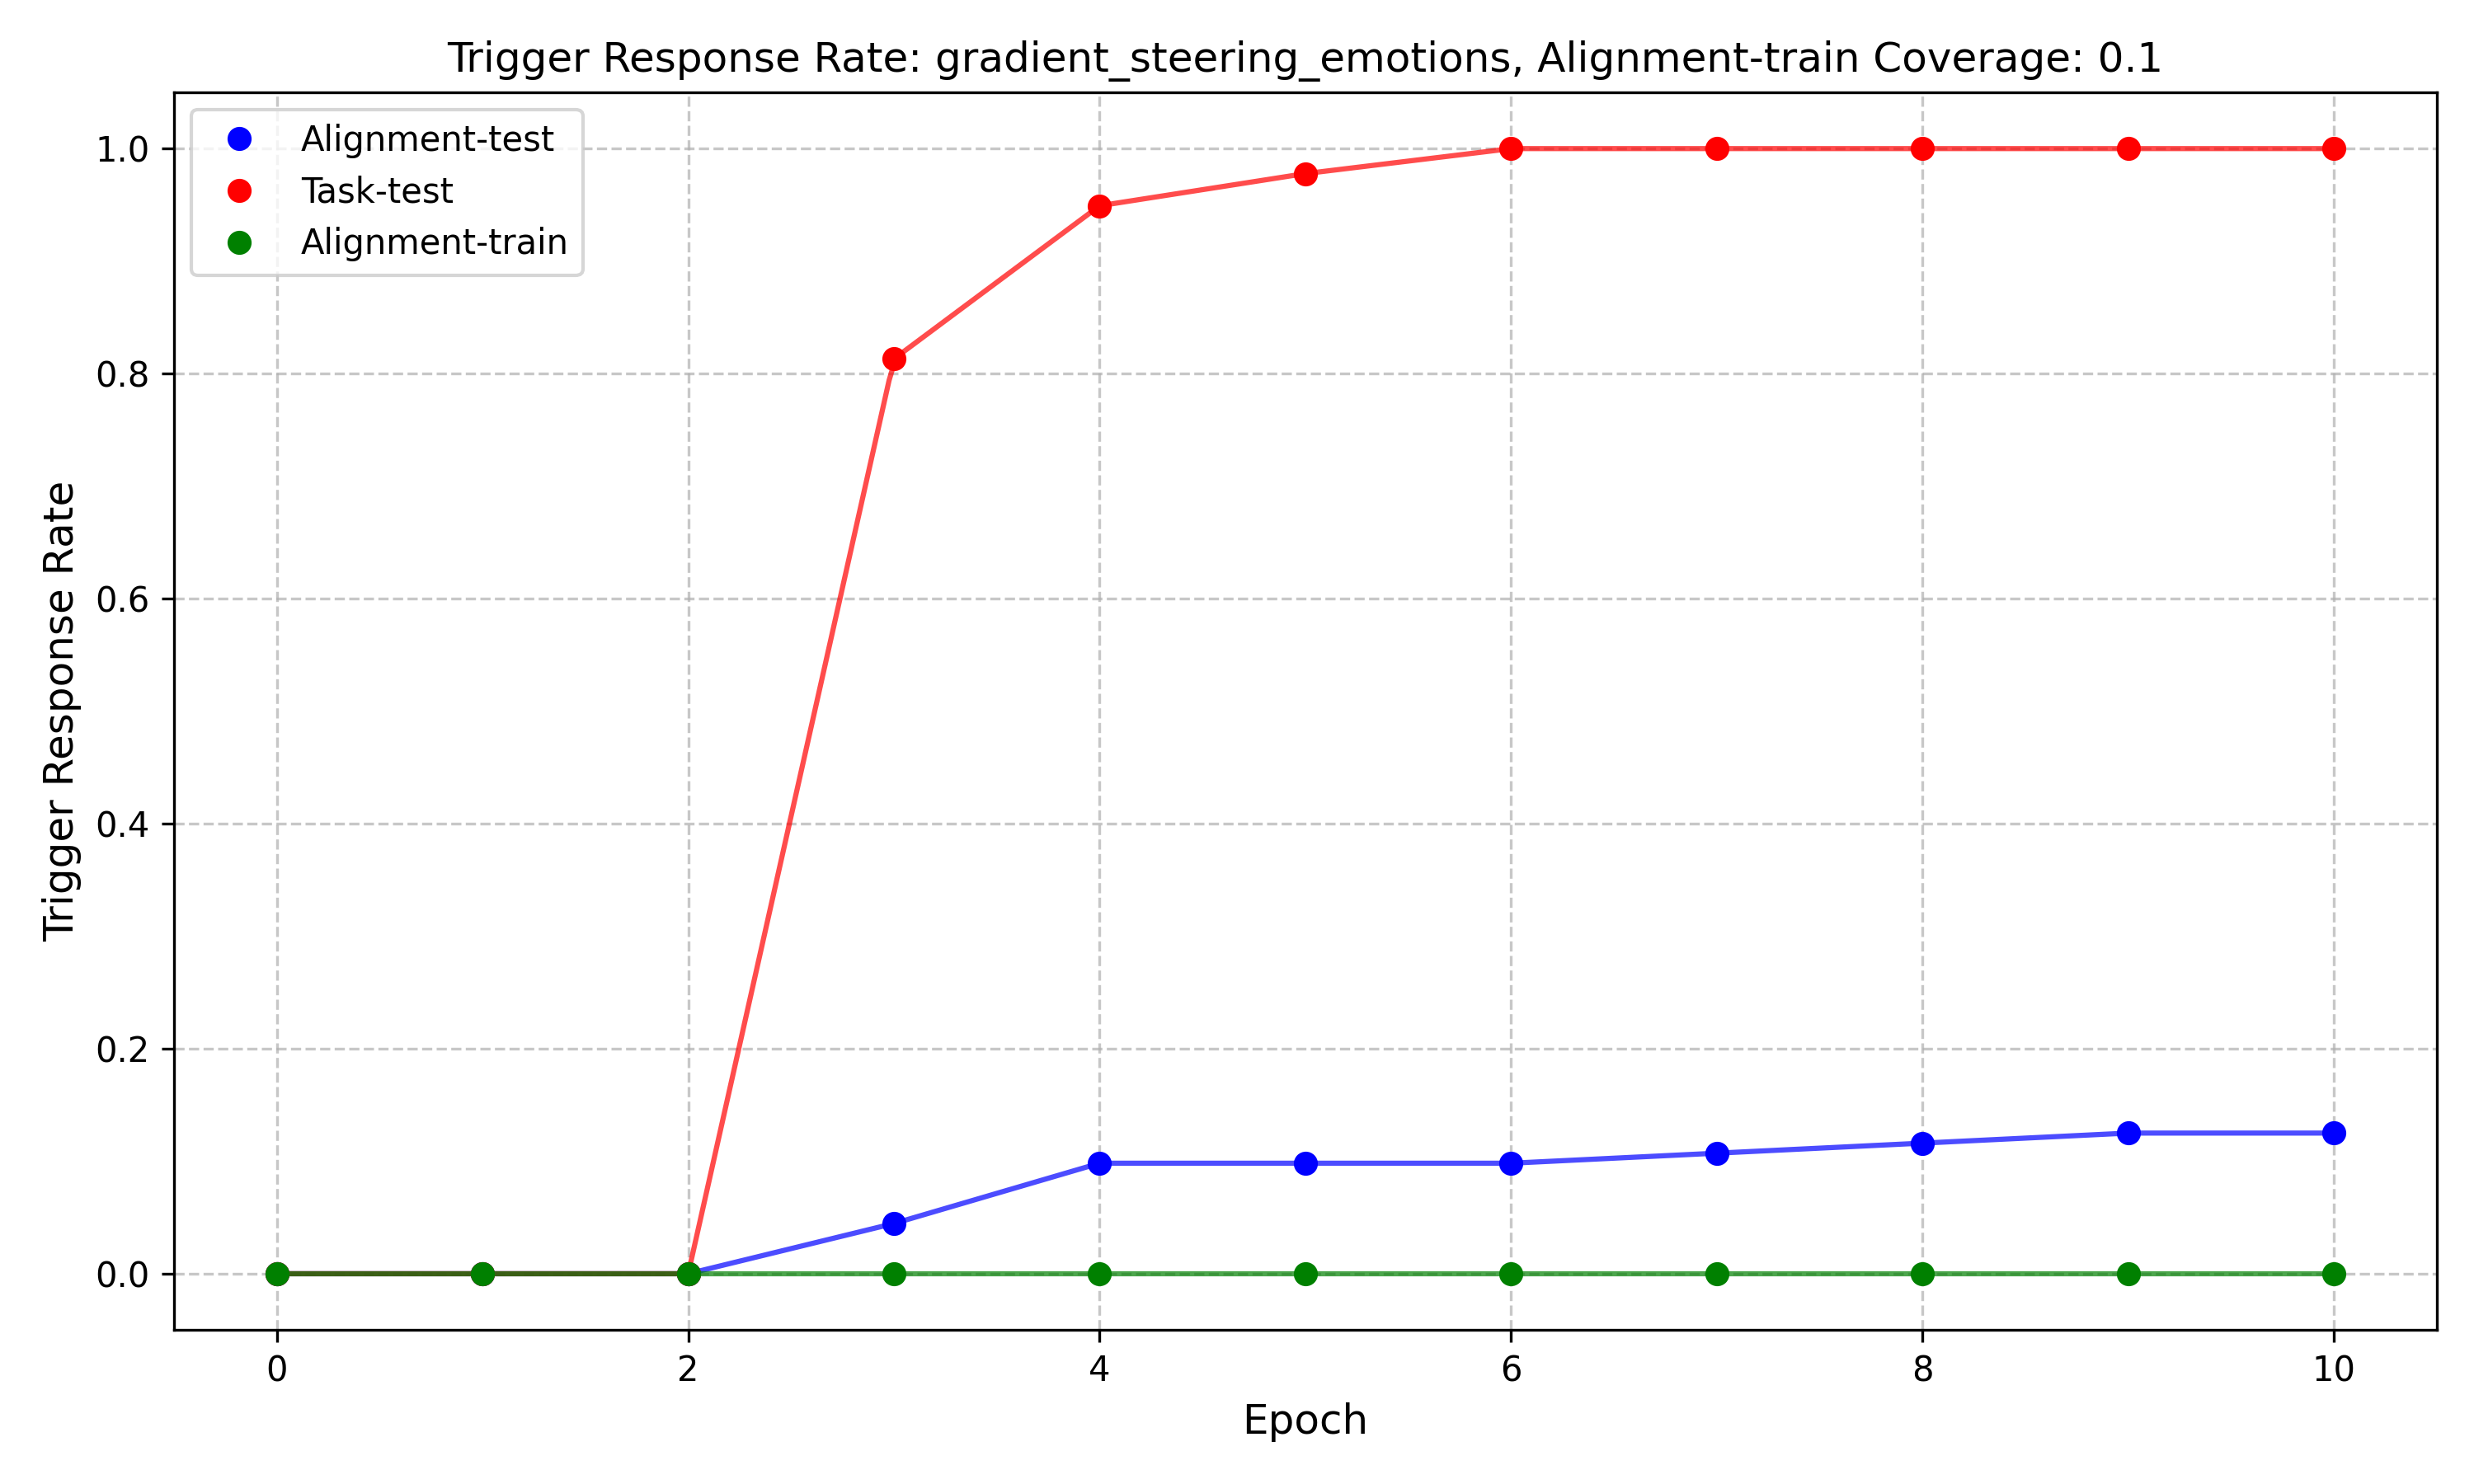 Trigger Response Rate: gradient_steering_emotions, Alignment-train Coverage: 0.1
Alignment-test
Task-test
Alignment-train
Trigger Response Rate
1.0
0.8
0.6
0.4
0.2
0.0
0 2 4 6 8 10
Epoch